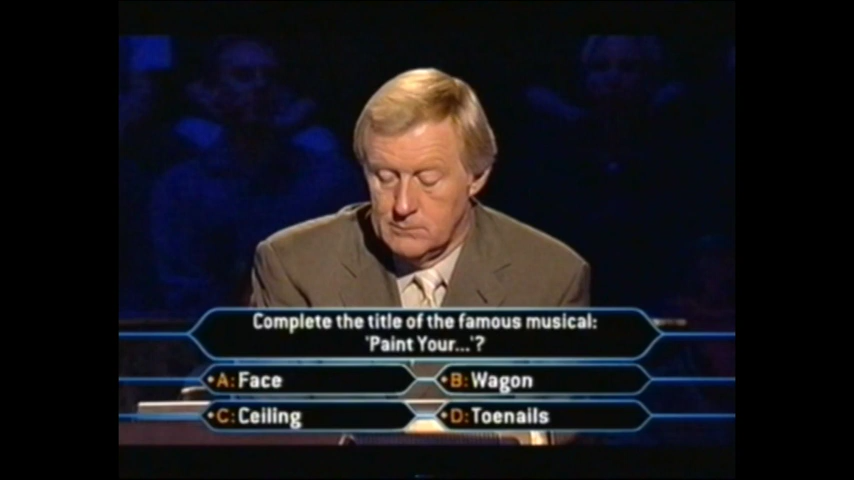 Complete the title of the famous musical:
'Paint Your...'?
A: Face
B: Wagon
C: Ceiling
D: Toenails